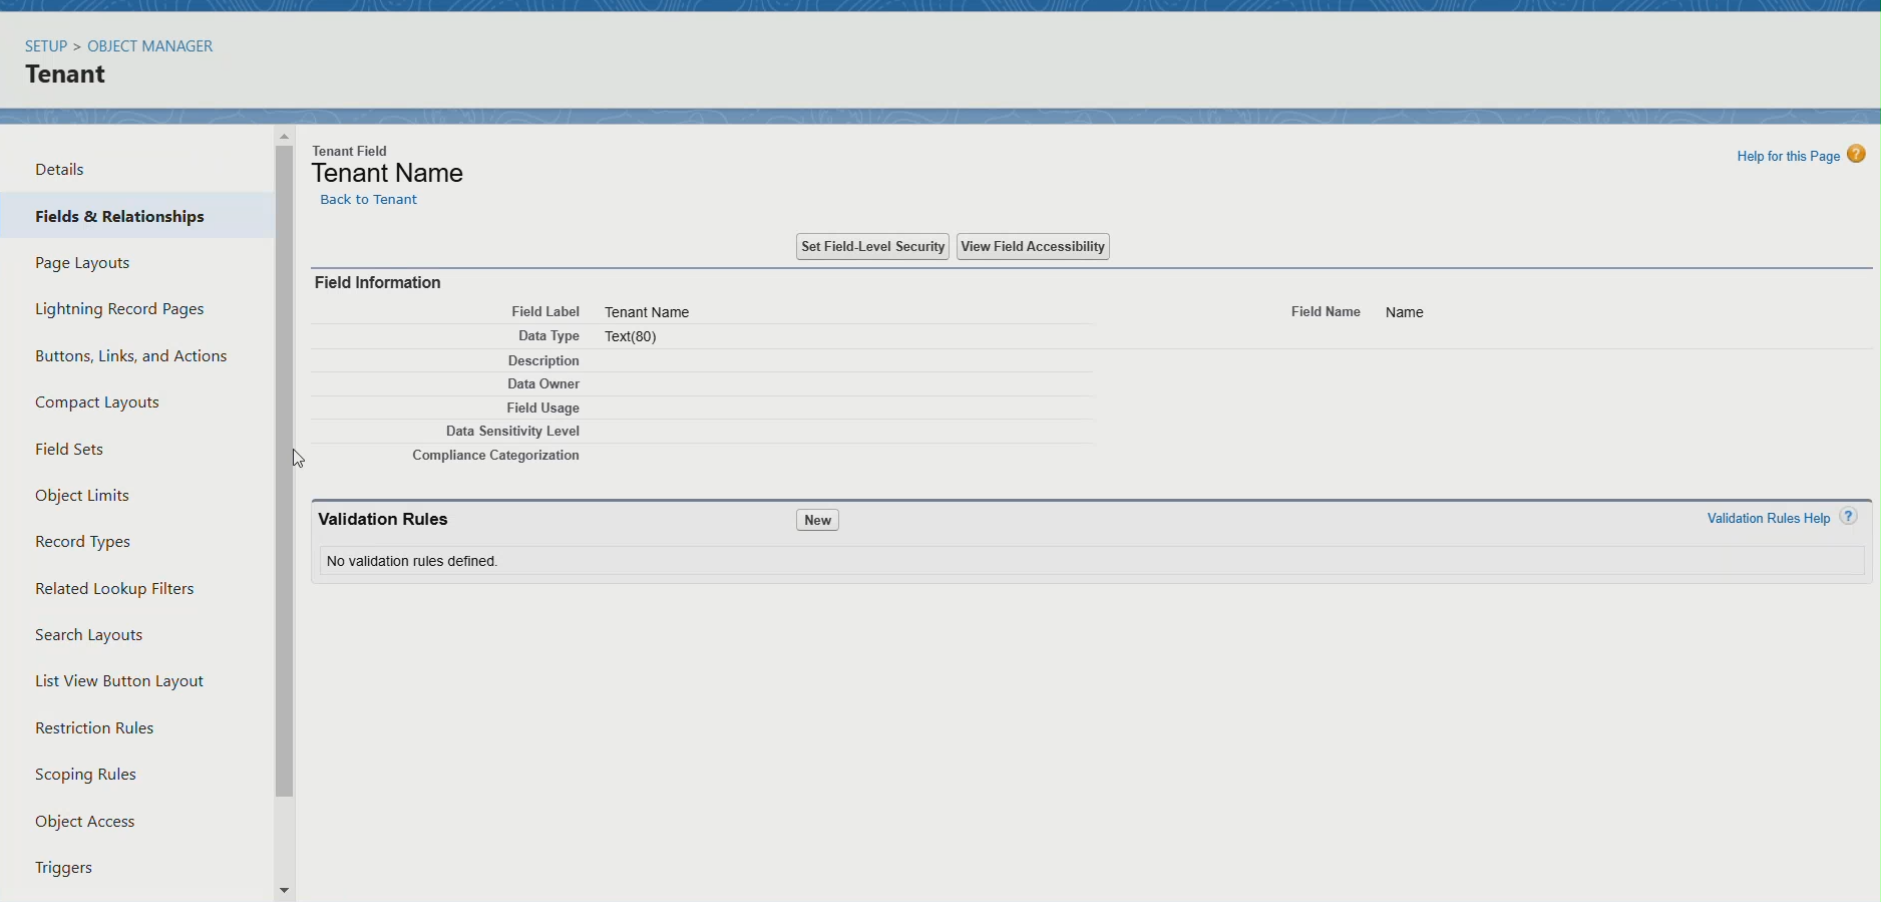 SETUP > OBJECT MANAGER
Tenant
Details
Fields & Relationships
Page Layouts
Lightning Record Pages
Buttons, Links, and Actions
Compact Layouts
Field Sets
Object Limits
Record Types
Related Lookup Filters
Search Layouts
List View Button Layout
Restriction Rules
Scoping Rules
Object Access
Triggers
Tenant Field
Tenant Name
Back to Tenant
Help for this Page ?
Set Field-Level Security View Field Accessibility
Field Information
Field Label Tenant Name Field Name Name
Data Type Text(80)
Description
Data Owner
Field Usage
Data Sensitivity Level
Compliance Categorization
Validation Rules New Validation Rules Help ?
No validation rules defined.